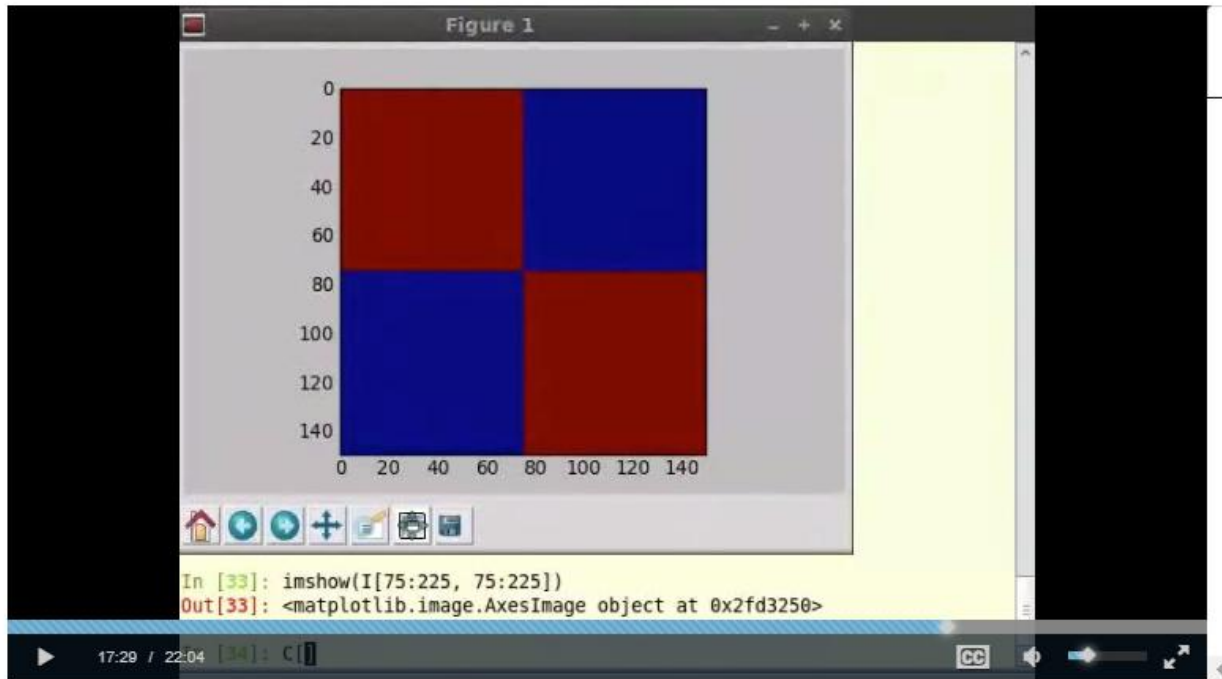 Figure 1
0
20
40
60
80
100
120
140
0 20 40 60 80 100 120 140
In [33]: imshow(I[75:225, 75:225])
Out[33]: <matplotlib.image.AxesImage object at 0x2fd3250>
17:29 / 22:04 [34]: C[] CC